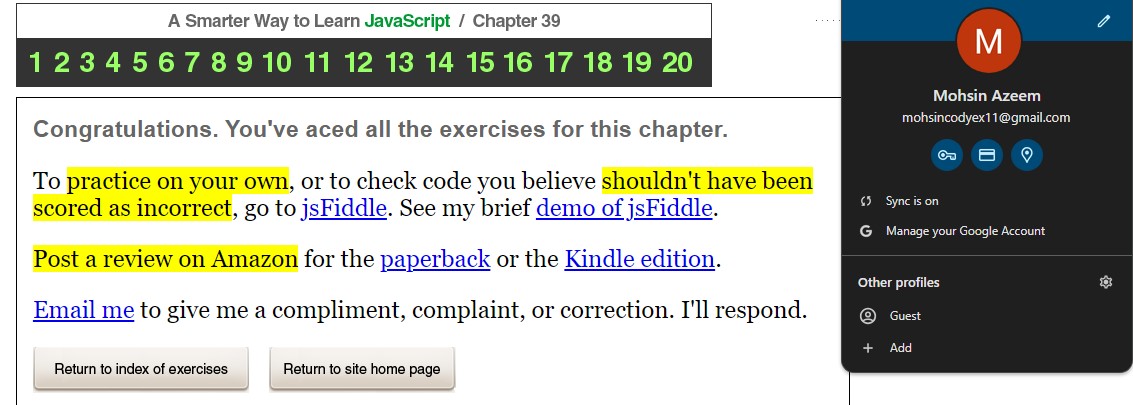 A Smarter Way to Learn JavaScript / Chapter 39
1 2 3 4 5 6 7 8 9 10 11 12 13 14 15 16 17 18 19 20
Congratulations. You've aced all the exercises for this chapter.
To practice on your own, or to check code you believe shouldn't have been
scored as incorrect, go to jsFiddle. See my brief demo of jsFiddle.
Post a review on Amazon for the paperback or the Kindle edition.
Email me to give me a compliment, complaint, or correction. I'll respond.
Return to index of exercises
Return to site home page
M
Mohsin Azeem
mohsincodyex11@gmail.com
Sync is on
G Manage your Google Account
Other profiles
Guest
+ Add